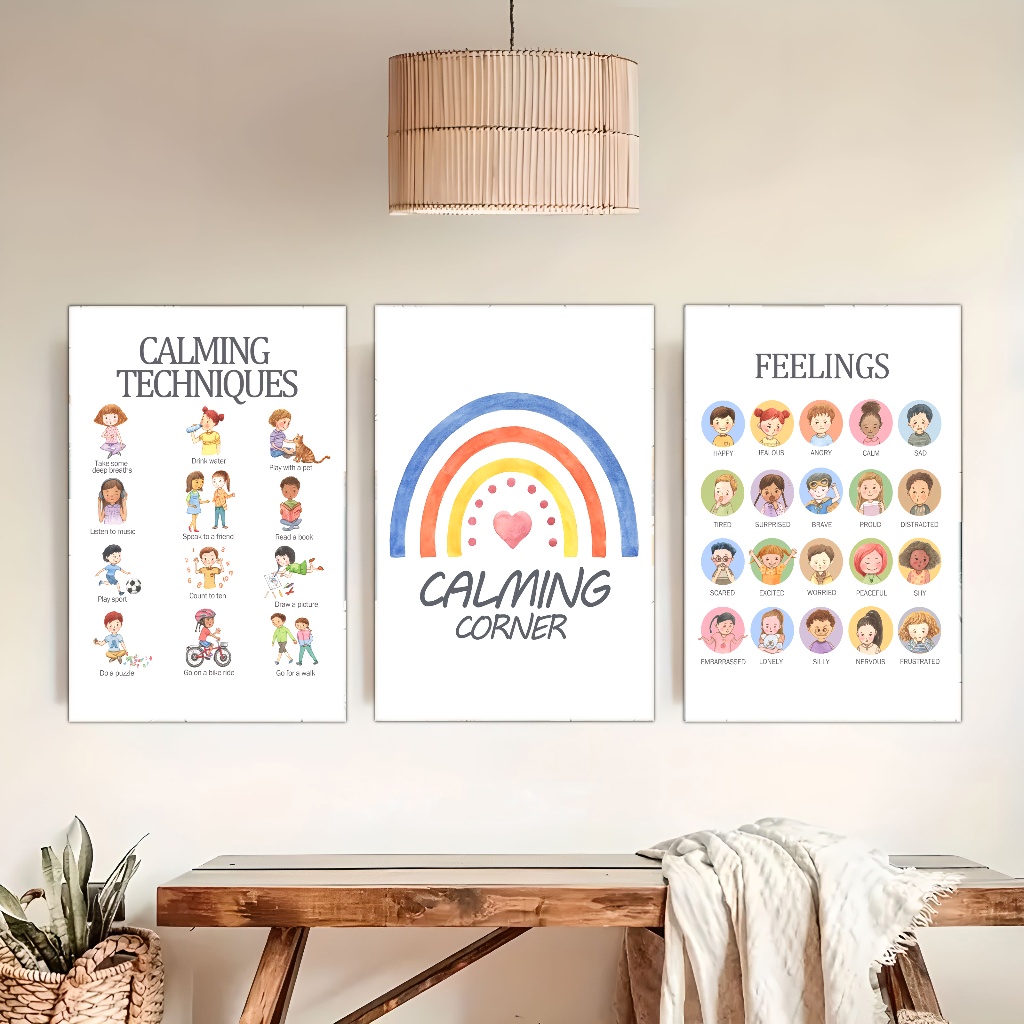 CALMING
TECHNIQUES
Take some
deep breaths
Drink water
Play with a pet
Listen to music
Speak to a friend
Read a book
Play sport
Count to ten
Draw a picture
Do a puzzle
Go on a bike ride
Go for a walk
CALMING
CORNER
FEELINGS
HAPPY
JEALOUS
ANGRY
CALM
SAD
TIRED
SURPRISED
BRAVE
PROUD
DISTRACTED
SCARED
EXCITED
WORRIED
PEACEFUL
SHY
EMBARRASSED
LONELY
SILLY
NERVOUS
FRUSTRATED